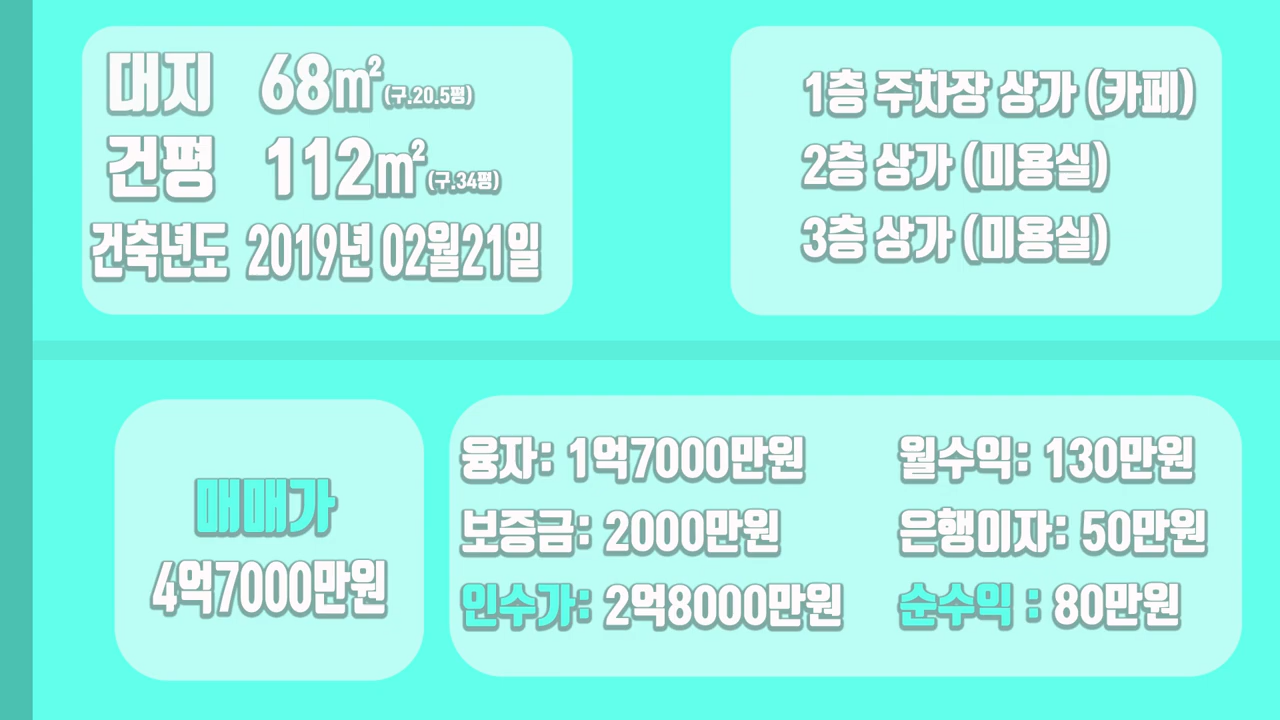 대지 68㎡(구.20.5평)
건평 112㎡(구.34평)
건축년도 2019년 02월21일
1층 주차장 상가 (카페)
2층 상가 (미용실)
3층 상가 (미용실)
매매가
4억7000만원
융자: 1억7000만원
보증금: 2000만원
인수가: 2억8000만원
월수익: 130만원
은행이자: 50만원
순수익 : 80만원